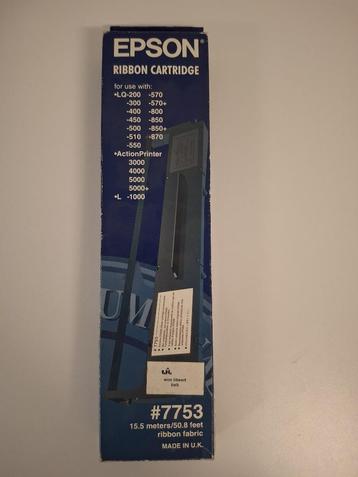 EPSON®
RIBBON CARTRIDGE
for use with:
•LQ-200 -570
-300 -570+
-400 -800
-450 -850
-500 -850+
-510 -870
-550
•ActionPrinter
3000
4000
5000
5000+
•L -1000
UM
#7753
15.5 meters/50.8 feet
ribbon fabric
MADE IN U.K.